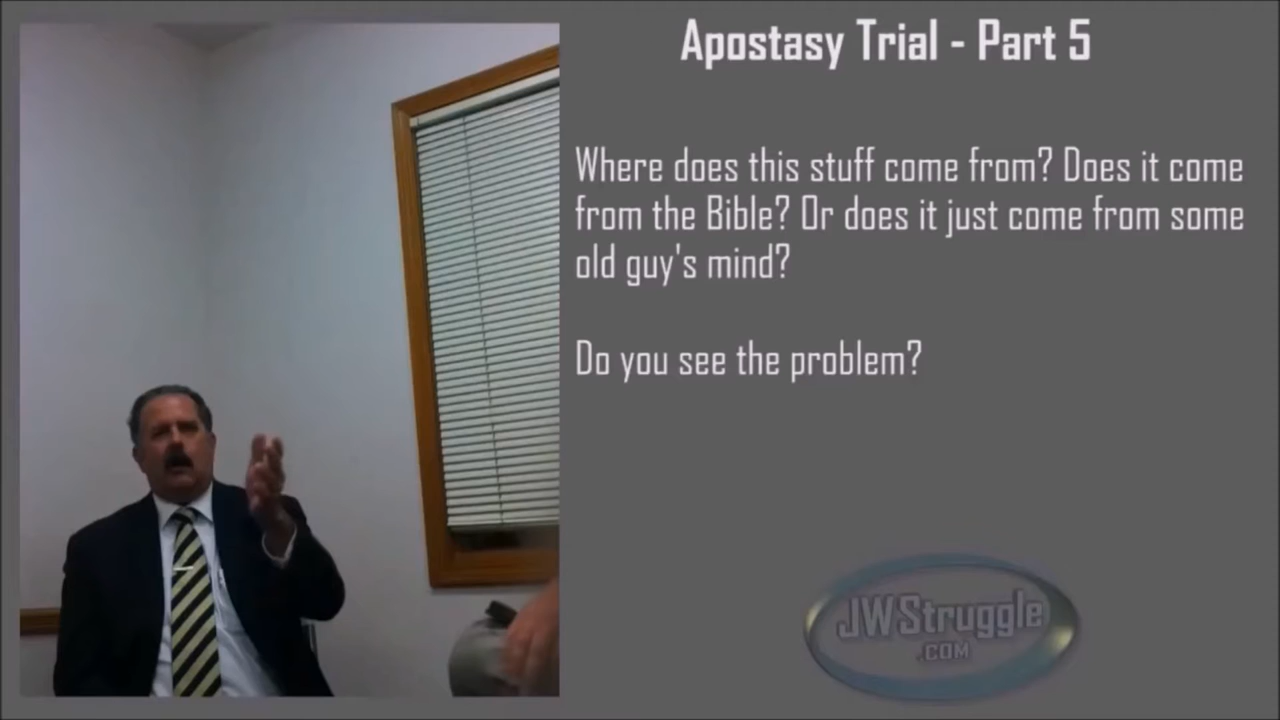 Apostasy Trial - Part 5
Where does this stuff come from? Does it come
from the Bible? Or does it just come from some
old guy's mind?
Do you see the problem?
JWStruggle
.COM